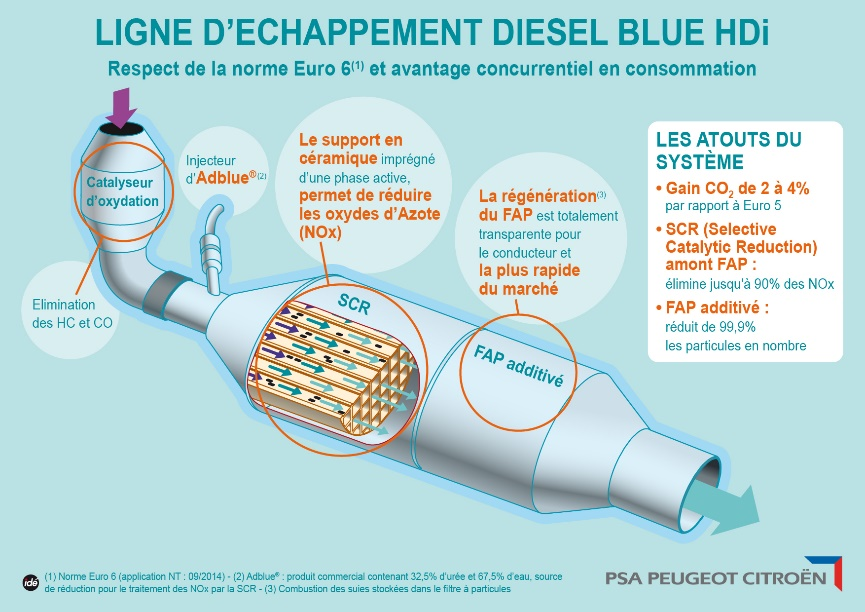 LIGNE D'ECHAPPEMENT DIESEL BLUE HDi
Respect de la norme Euro 6(1) et avantage concurrentiel en consommation
Catalyseur
d'oxydation
Elimination
des HC et CO
Injecteur
d'Adblue®(2)
Le support en
céramique imprégné
d'une phase active,
permet de réduire
les oxydes d'Azote
(NOx)
La régénération(3)
du FAP est totalement
transparente pour
le conducteur et
la plus rapide
du marché
SCR
FAP additivé
LES ATOUTS DU
SYSTÈME
• Gain CO2 de 2 à 4%
par rapport à Euro 5
• SCR (Selective
Catalytic Reduction)
amont FAP :
élimine jusqu'à 90% des NOx
• FAP additivé :
réduit de 99,9%
les particules en nombre
idé
(1) Norme Euro 6 (application NT : 09/2014) - (2) Adblue® : produit commercial contenant 32,5% d'urée et 67,5% d'eau, source
de réduction pour le traitement des NOx par la SCR - (3) Combustion des suies stockées dans le filtre à particules
PSA PEUGEOT CITROËN